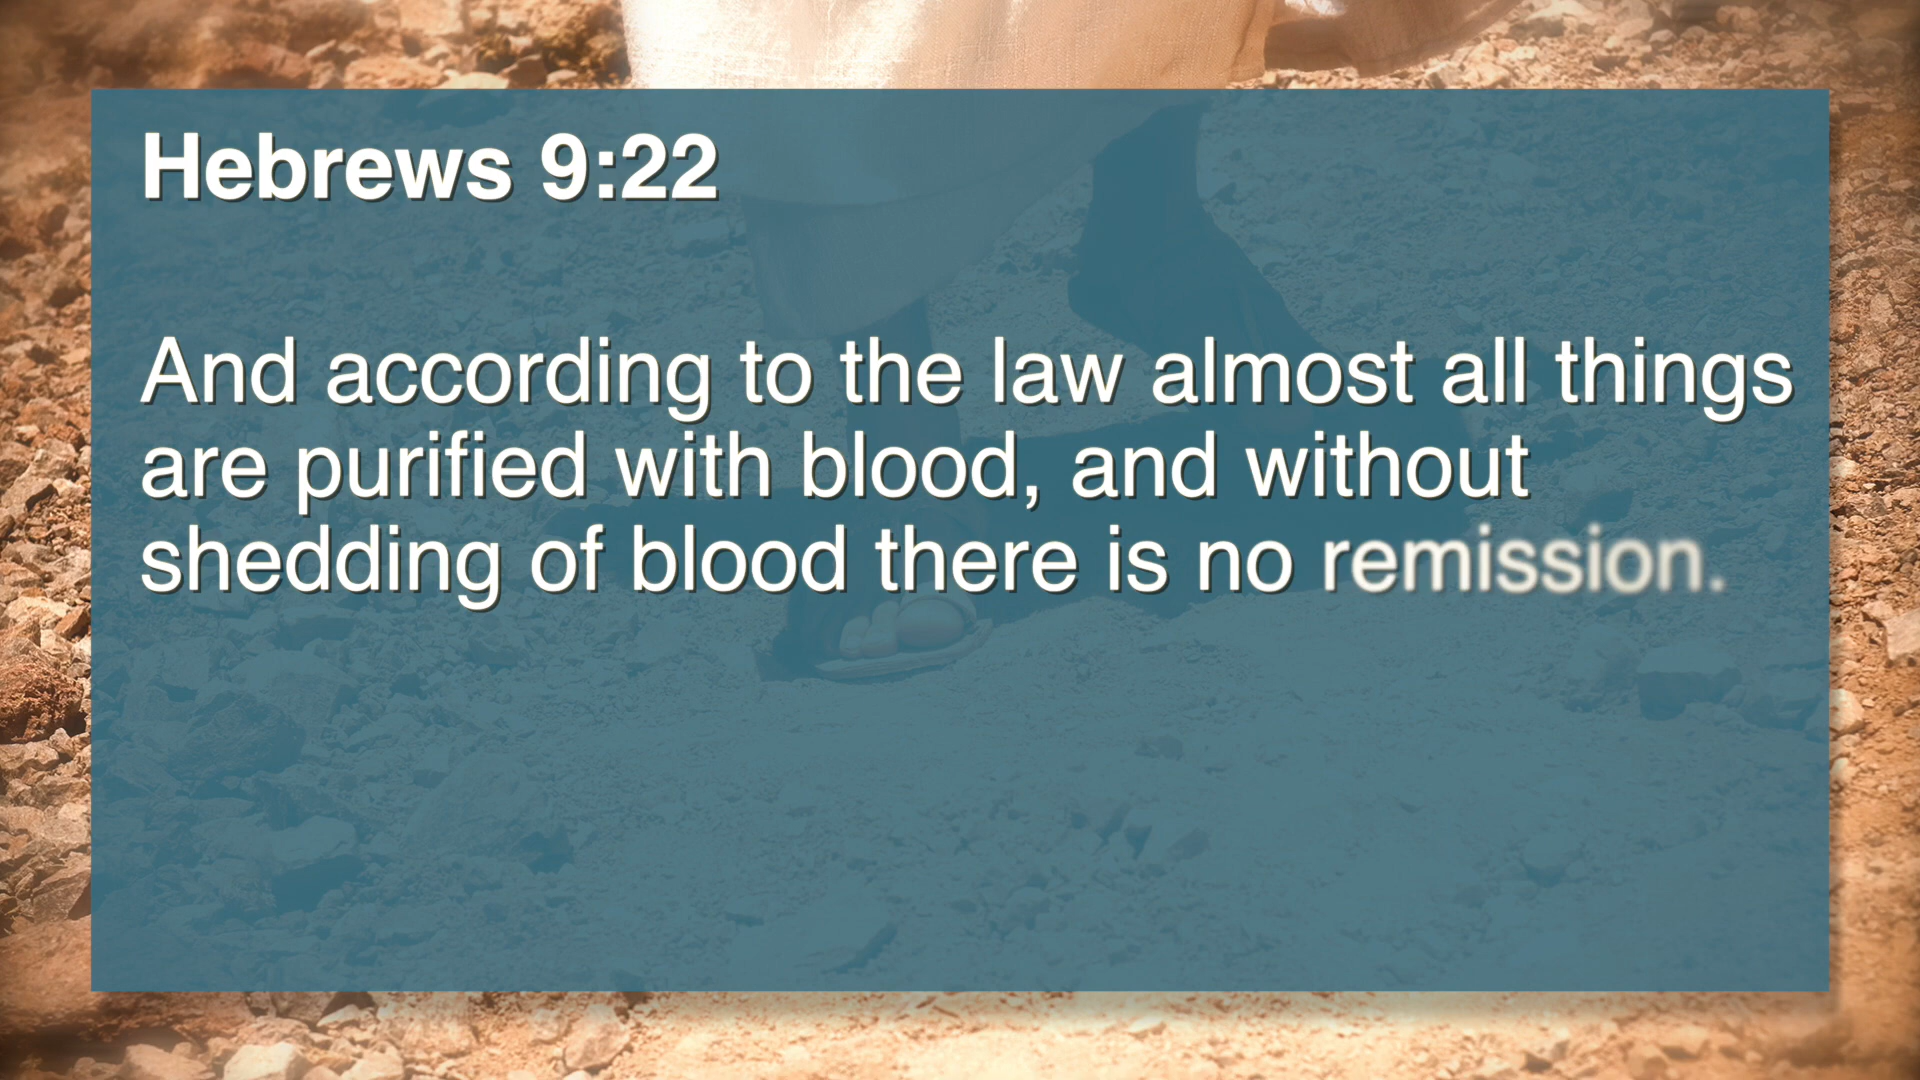 Hebrews 9:22
And according to the law almost all things
are purified with blood, and without
shedding of blood there is no remission.